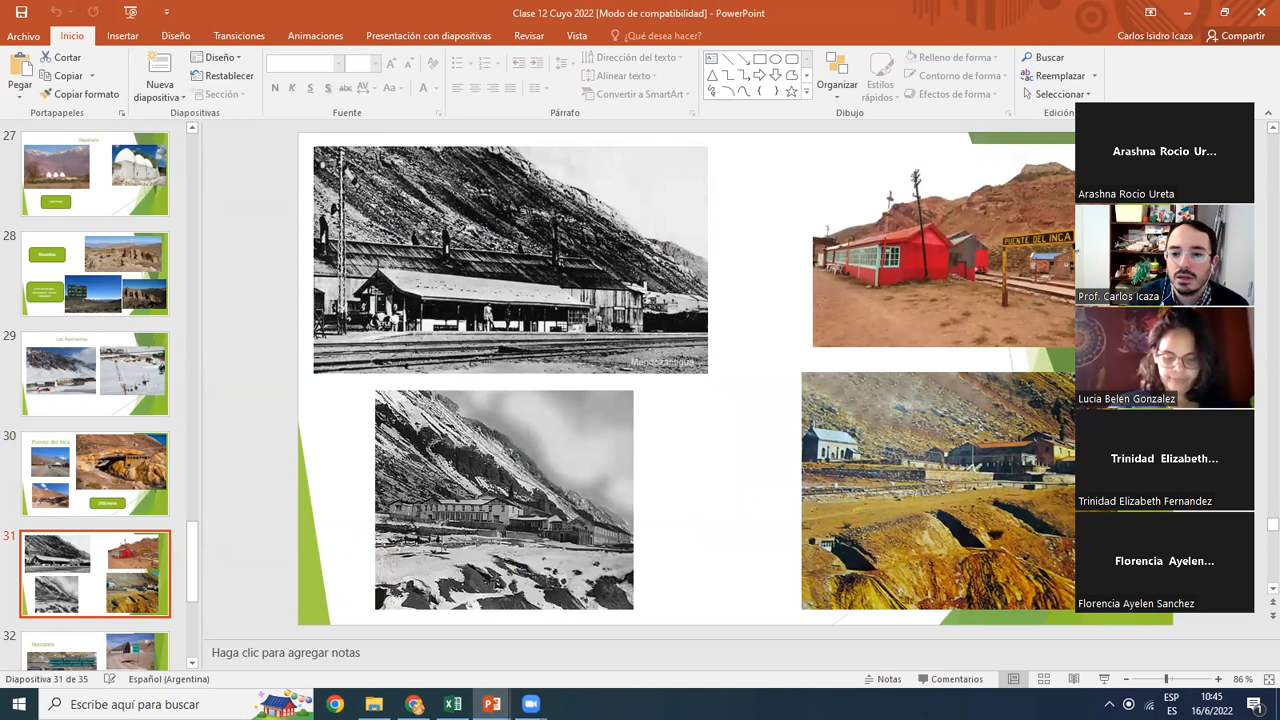 Clase 12 Cuyo 2022 [Modo de compatibilidad] - PowerPoint
Archivo Inicio Insertar Diseño Transiciones Animaciones Presentación con diapositivas Revisar Vista ¿Qué desea hacer? Carlos Isidro Icaza Compartir
Pegar
Cortar
Copiar
Copiar formato
Portapapeles
Nueva
diapositiva
Diseño
Restablecer
Sección
Diapositivas
N K S S abc AV Aa A
Fuente
Dirección del texto
Alinear texto
Convertir a SmartArt
Párrafo
Organizar
Estilos
rápidos
Relleno de forma
Contorno de forma
Efectos de forma
Dibujo
Buscar
Reemplazar
Seleccionar
Edición
27
28
29
Los Penitentes
30
Puente del Inca
31
32
Horcones
Mendozantigua
PUENTE DEL INCA
Arashna Rocio Ur...
Arashna Rocio Ureta
Prof. Carlos Icaza
Lucia Belen Gonzalez
Trinidad Elizabeth...
Trinidad Elizabeth Fernandez
Florencia Ayelen...
Florencia Ayelen Sanchez
Haga clic para agregar notas
Diapositiva 31 de 35 Español (Argentina) Notas Comentarios 86 %
Escribe aquí para buscar
ESP
ES
10:45
16/6/2022